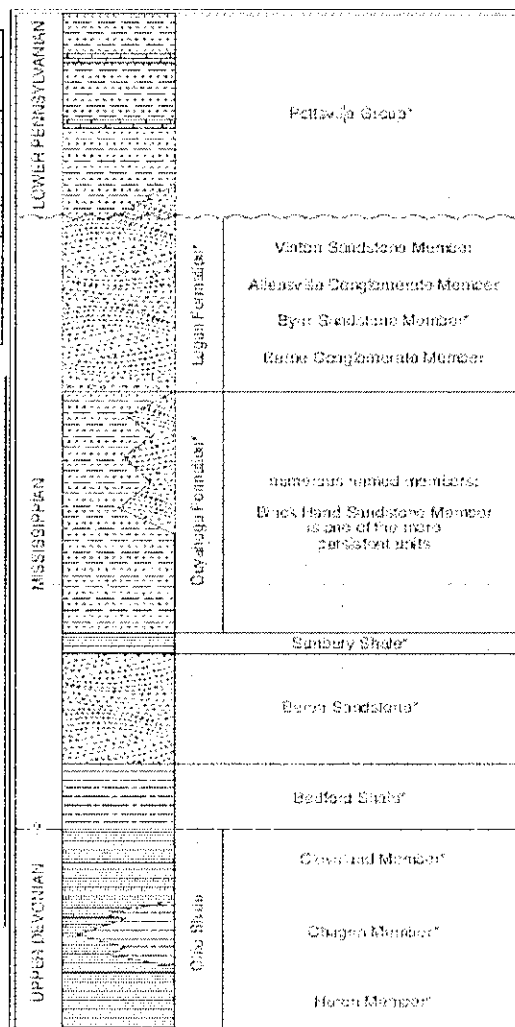 LOWER PENNSYLVANIAN
Pottsville Group*
MISSISSIPPIAN
Logan Formation*
Vinton Sandstone Member
Allensville Conglomerate Member
Byer Sandstone Member*
Berne Conglomerate Member
Cuyahoga Formation*
numerous named members;
Black Hand Sandstone Member
is one of the more
persistent units
Sunbury Shale*
Berea Sandstone*
Bedford Shale*
?
UPPER DEVONIAN
Ohio Shale
Cleveland Member*
Chagrin Member*
Huron Member*